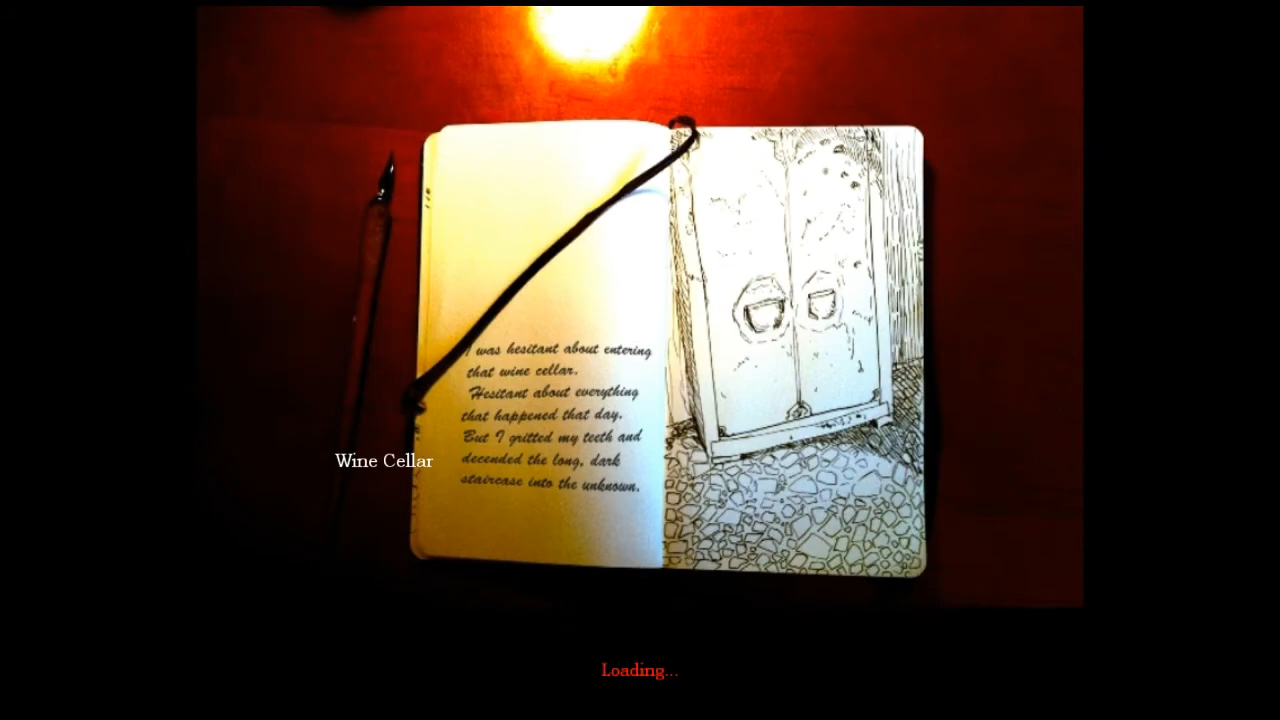 I was hesitant about entering
that wine cellar.
Hesitant about everything
that happened that day.
But I gritted my teeth and
decended the long, dark
staircase into the unknown.
Wine Cellar
Loading...